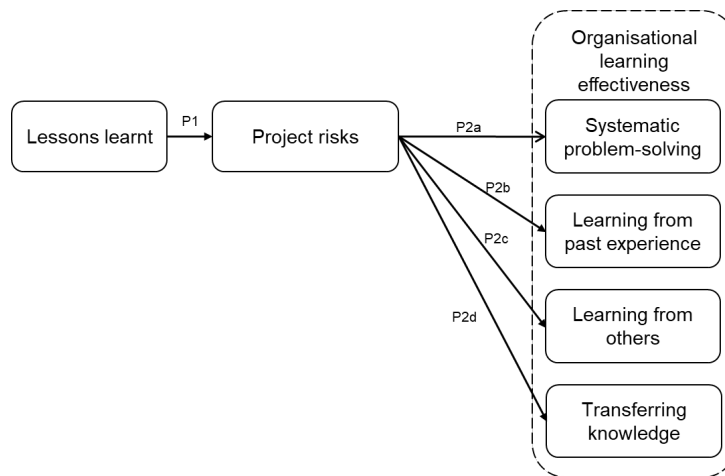 Organisational
learning
effectiveness
Lessons learnt
P1
Project risks
P2a
Systematic
problem-solving
P2b
Learning from
past experience
P2c
Learning from
others
P2d
Transferring
knowledge